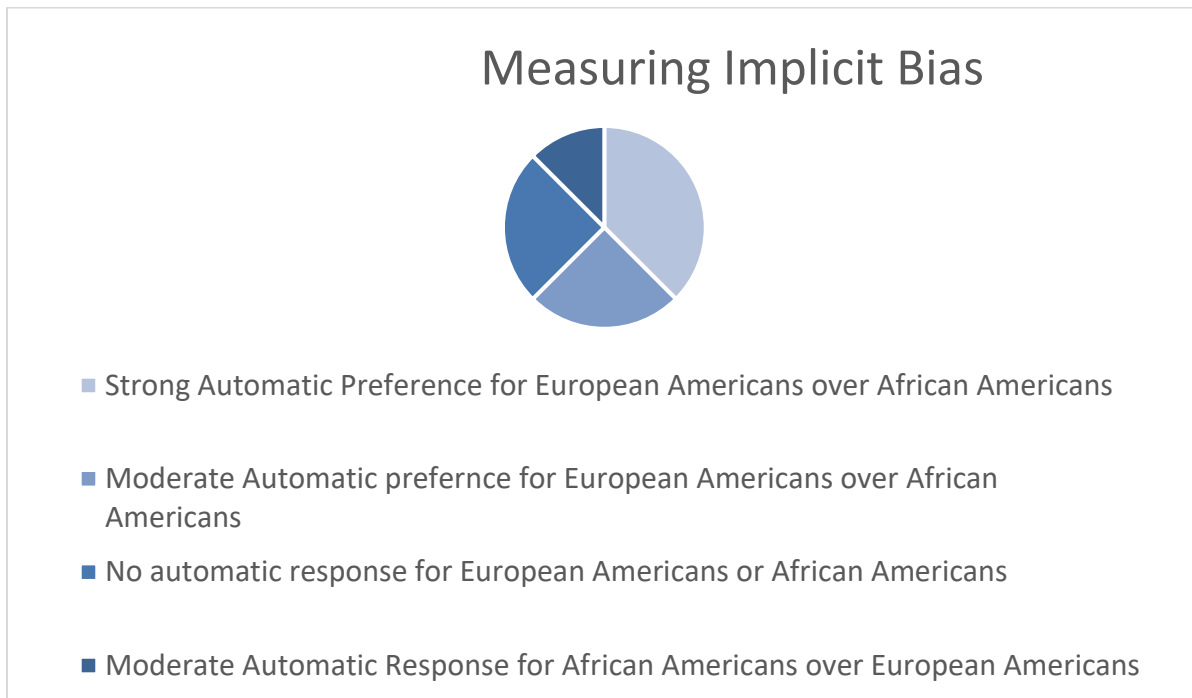 Measuring Implicit Bias
Strong Automatic Preference for European Americans over African Americans
Moderate Automatic prefernce for European Americans over African
Americans
No automatic response for European Americans or African Americans
Moderate Automatic Response for African Americans over European Americans